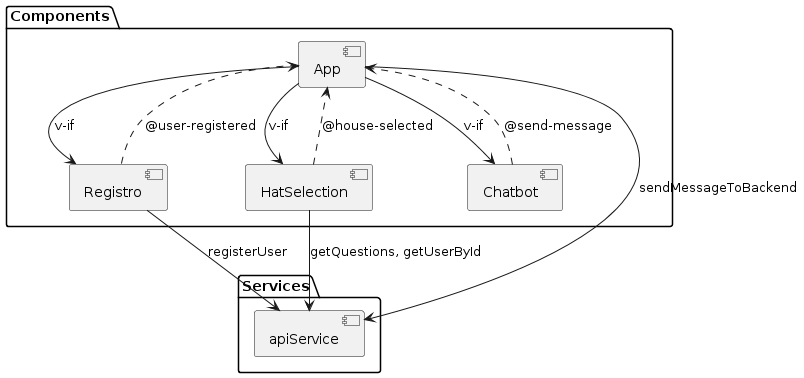 Components
App
v-if
@user-registered
v-if
@house-selected
v-if
@send-message
Registro
HatSelection
Chatbot
sendMessageToBackend
registerUser
getQuestions, getUserById
Services
apiService